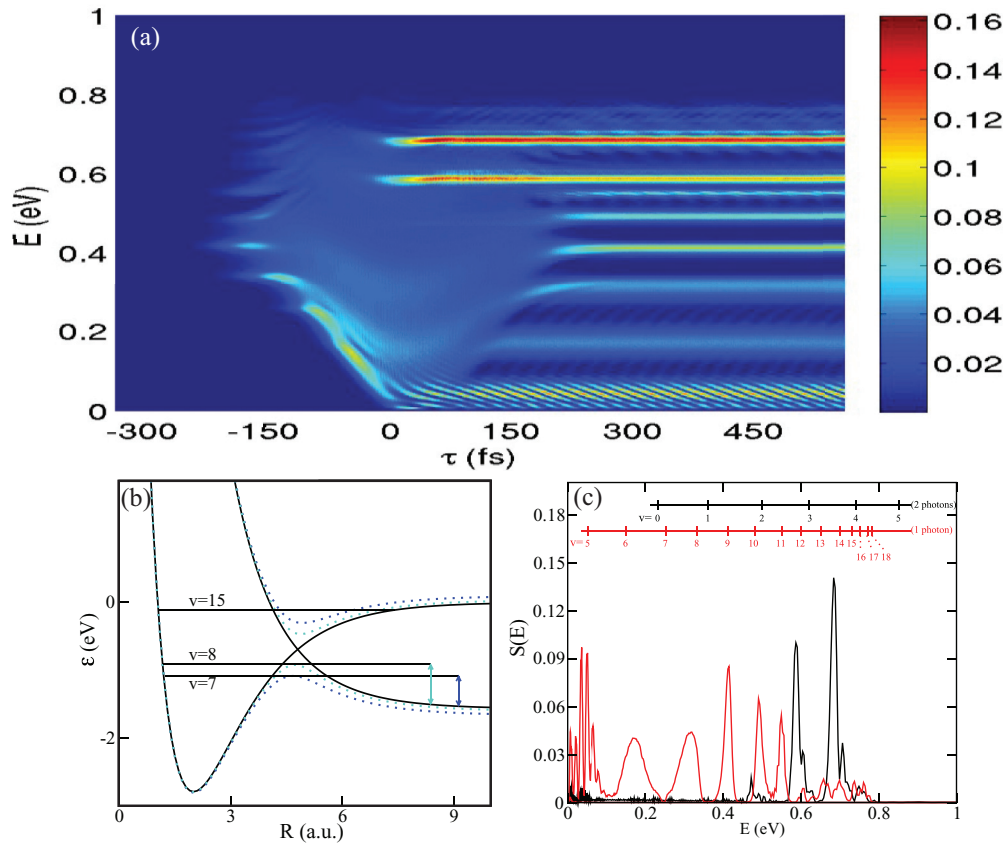 (a)
1
0.8
0.6
0.4
0.2
0
E (eV)
-300 -150 0 150 300 450
τ (fs)
0.16
0.14
0.12
0.10
0.08
0.06
0.04
0.02
(b)
0
-2
ε (eV)
v=15
v=8
v=7
0 3 6 9
R (a.u.)
(c)
0.18
0.15
0.12
0.09
0.06
0.03
0
S(E)
v= 0 1 2 3 4 5 (2 photons)
v= 5 6 7 8 9 10 11 12 13 14 15 (1 photon)
16 17 18
0 0.2 0.4 0.6 0.8 1
E (eV)